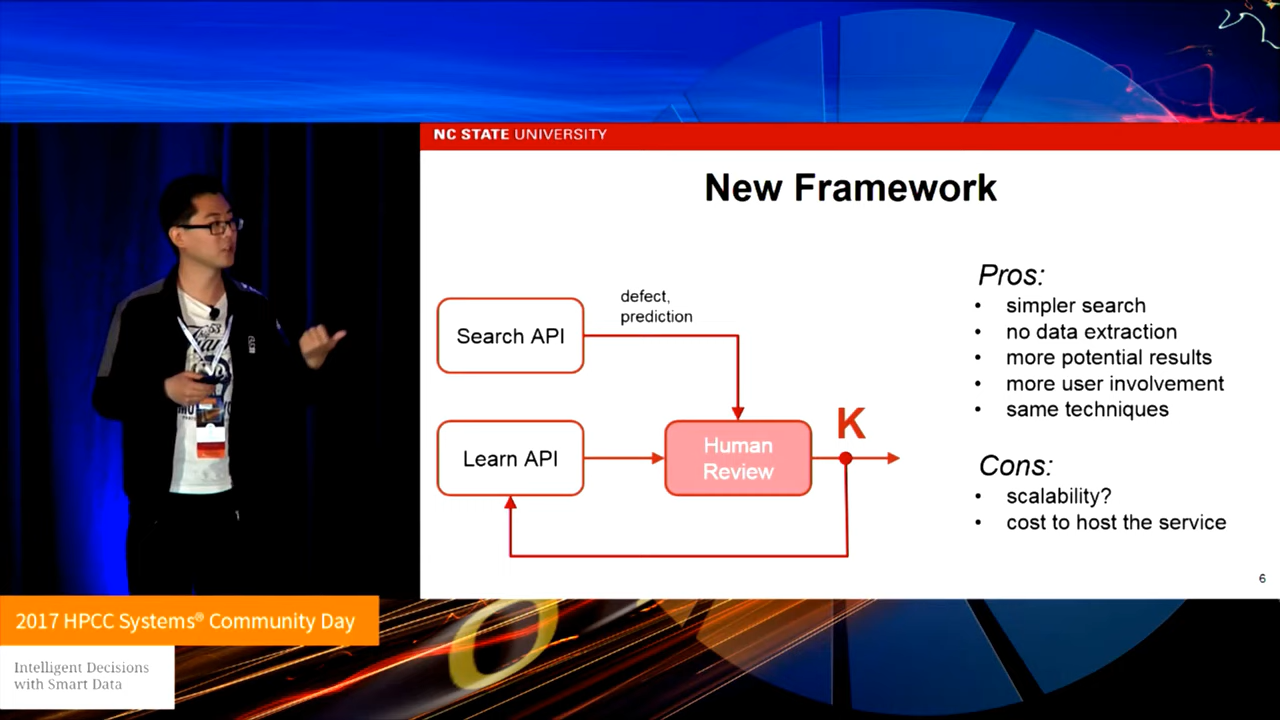 NC STATE UNIVERSITY
New Framework
defect,
prediction
Search API
Learn API
Human
Review
K
Pros:
• simpler search
• no data extraction
• more potential results
• more user involvement
• same techniques
Cons:
• scalability?
• cost to host the service
6
2017 HPCC Systems® Community Day
Intelligent Decisions
with Smart Data